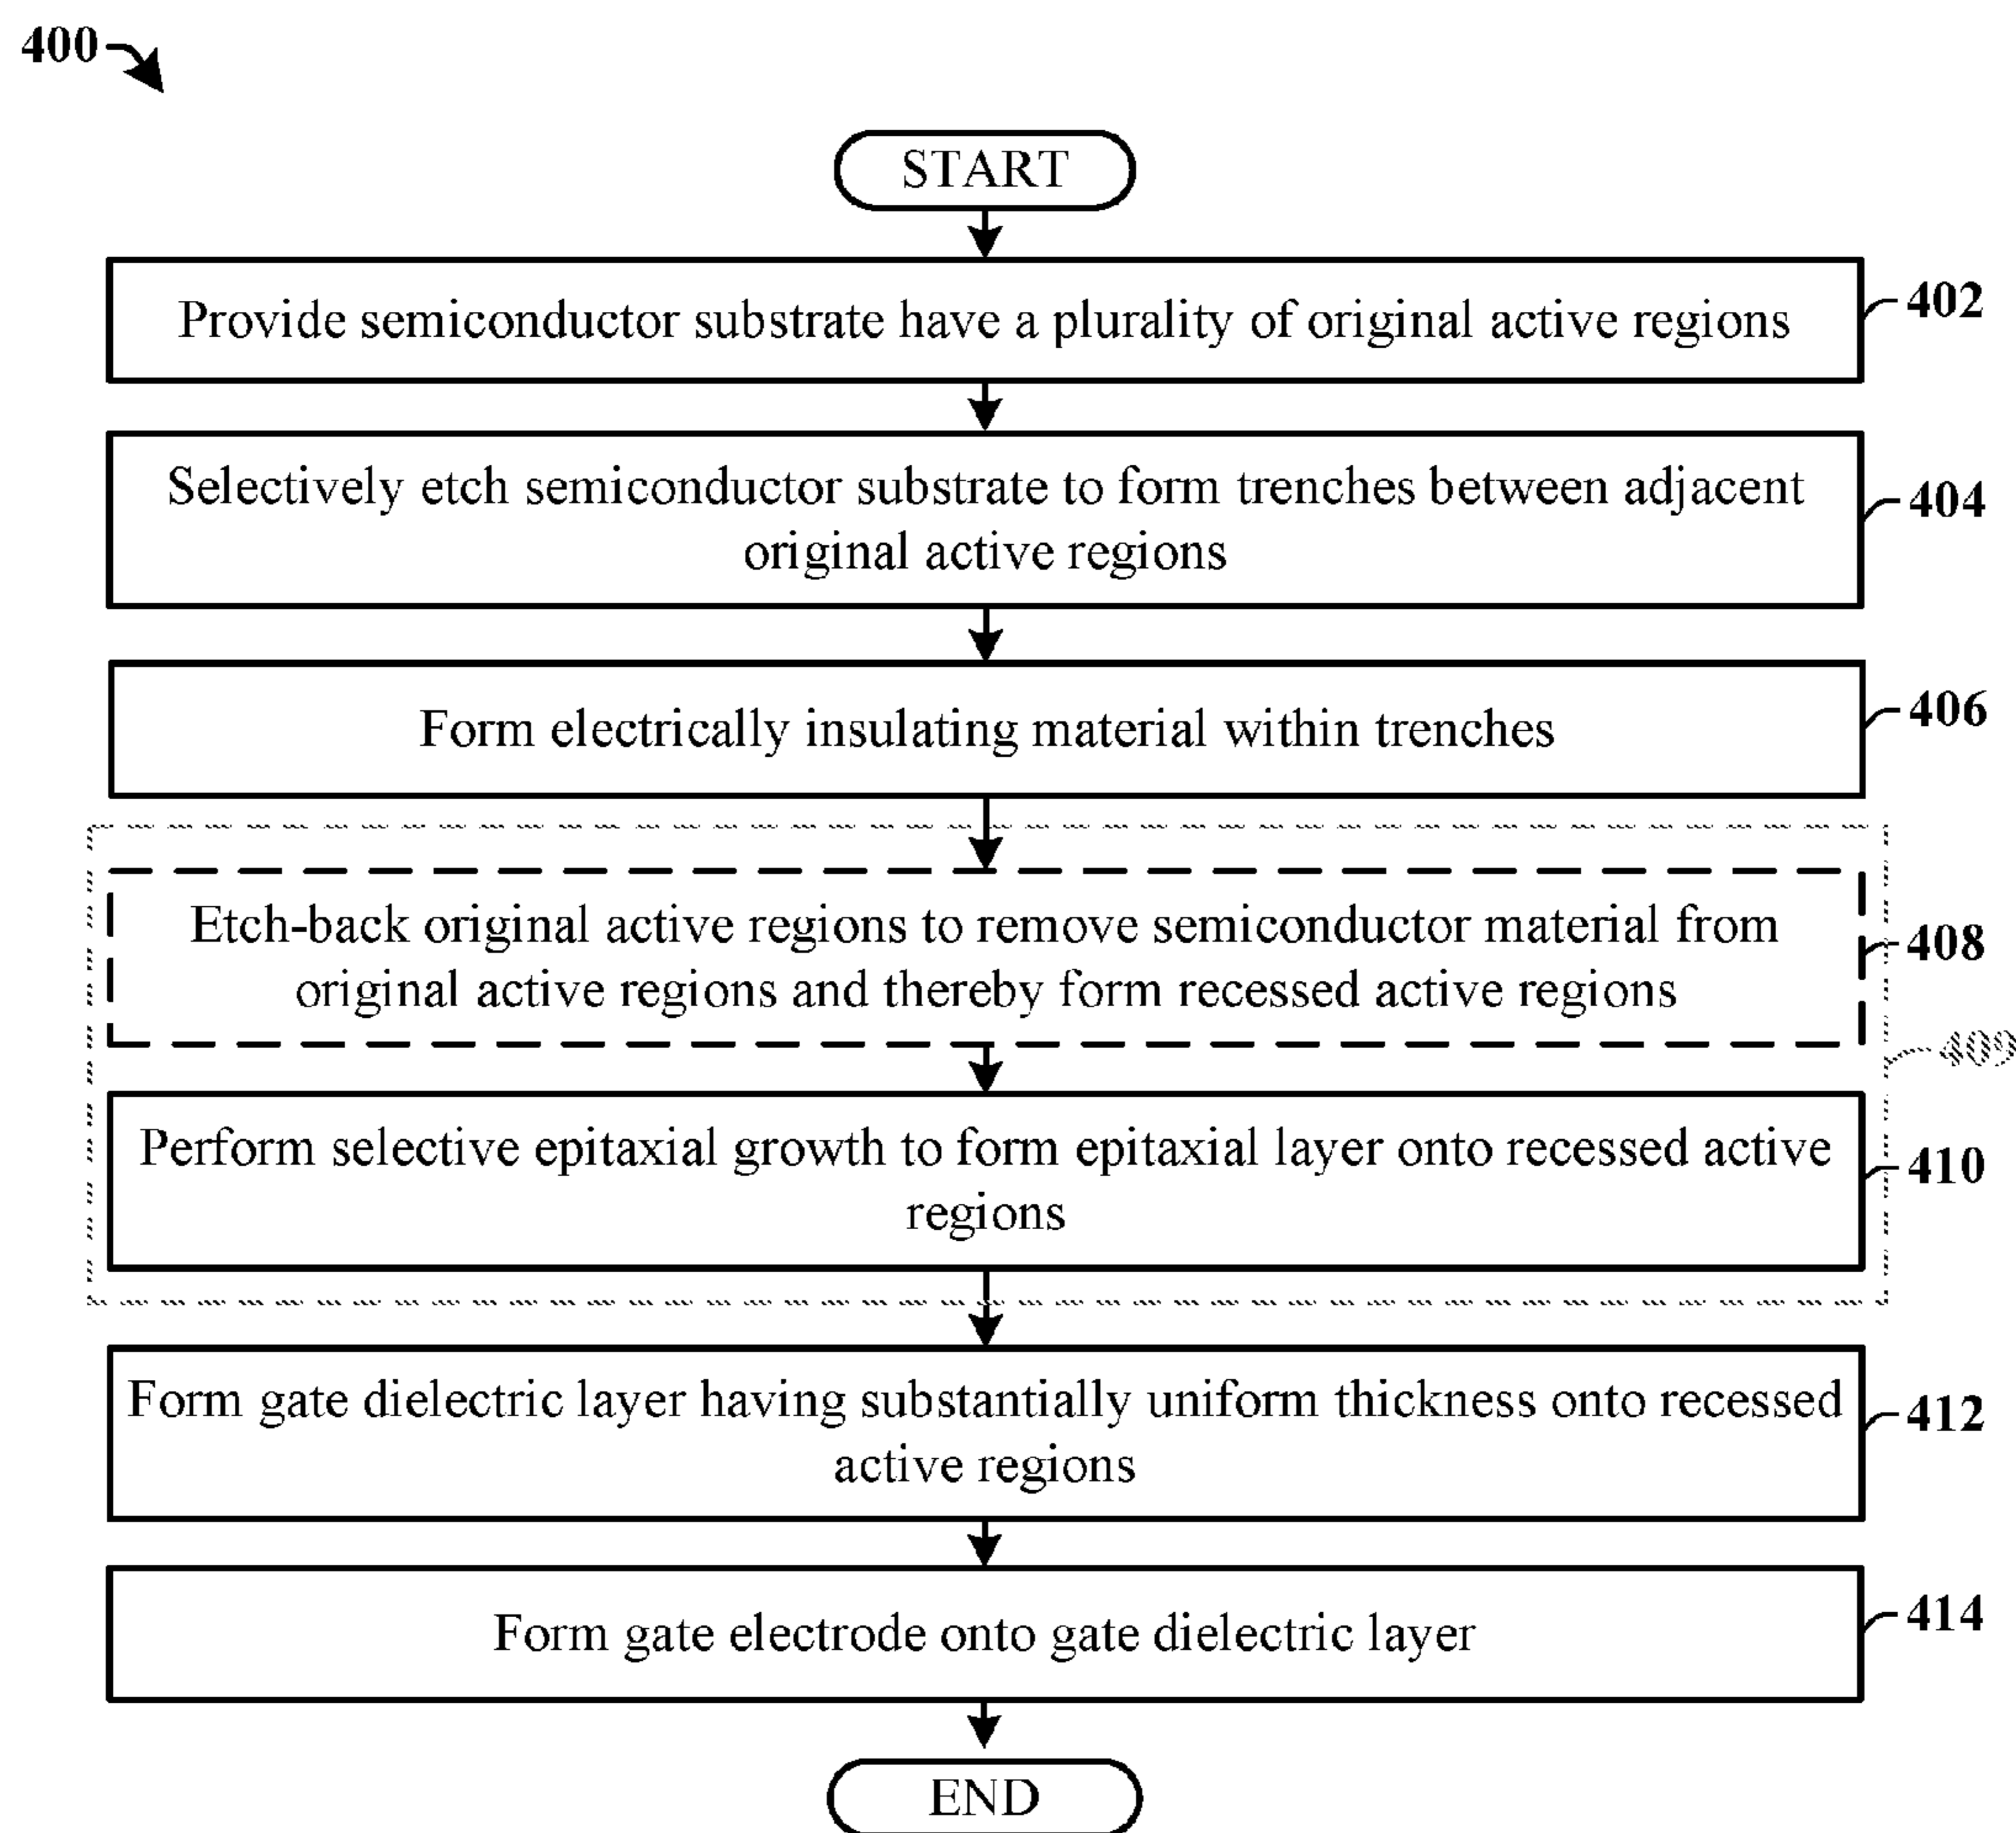 400
START
Provide semiconductor substrate have a plurality of original active regions
402
Selectively etch semiconductor substrate to form trenches between adjacent
original active regions
404
Form electrically insulating material within trenches
406
Etch-back original active regions to remove semiconductor material from
original active regions and thereby form recessed active regions
408
409
Perform selective epitaxial growth to form epitaxial layer onto recessed active
regions
410
Form gate dielectric layer having substantially uniform thickness onto recessed
active regions
412
Form gate electrode onto gate dielectric layer
414
END